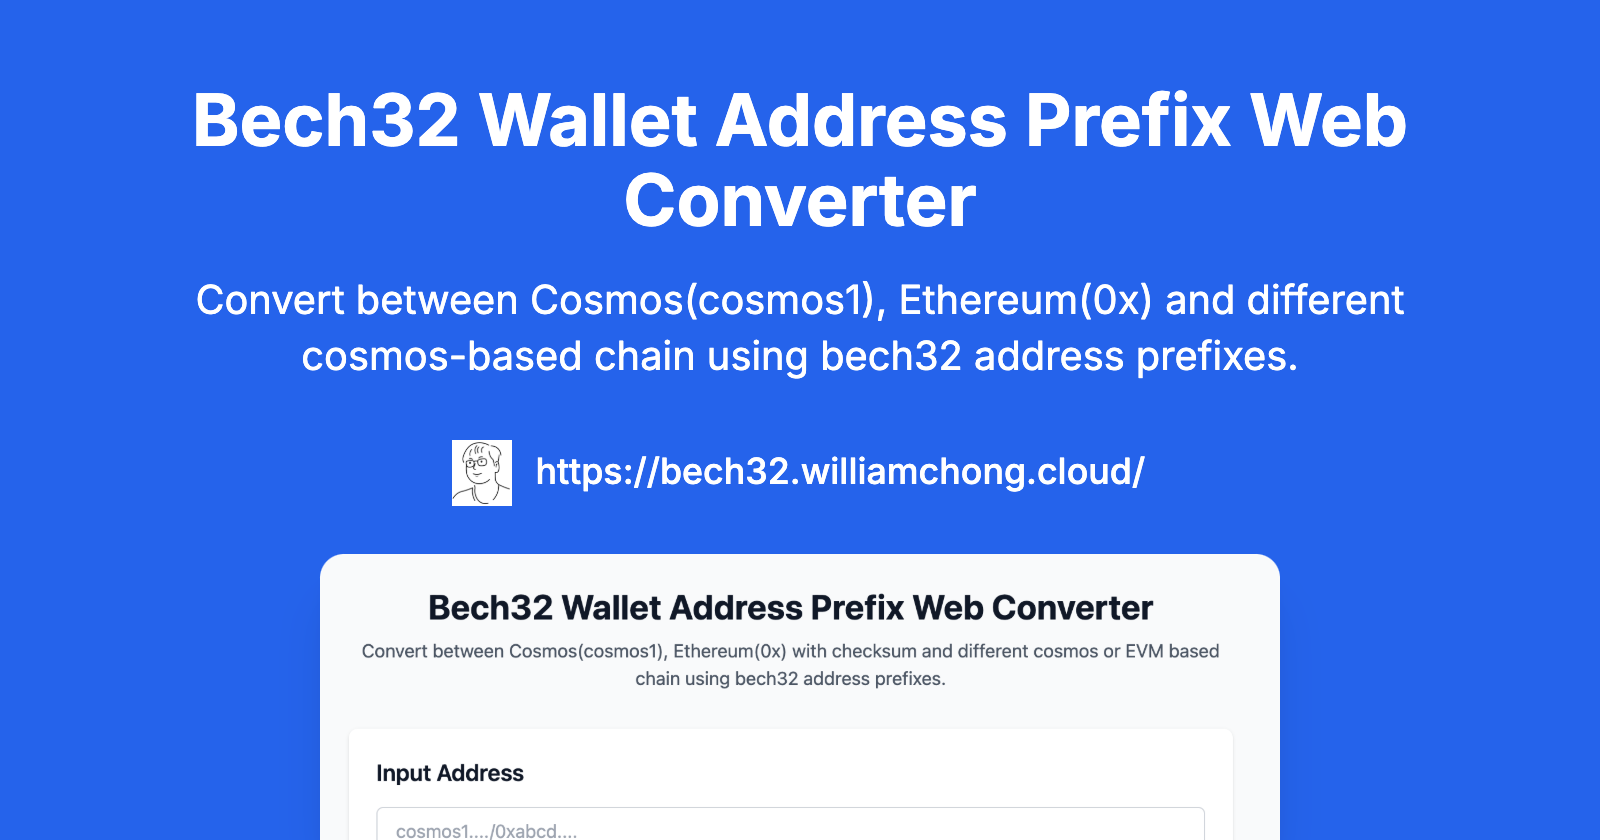 Bech32 Wallet Address Prefix Web
Converter
Convert between Cosmos(cosmos1), Ethereum(0x) and different
cosmos-based chain using bech32 address prefixes.
https://bech32.williamchong.cloud/
Bech32 Wallet Address Prefix Web Converter
Convert between Cosmos(cosmos1), Ethereum(0x) with checksum and different cosmos or EVM based
chain using bech32 address prefixes.
Input Address
cosmos1..../0xabcd....